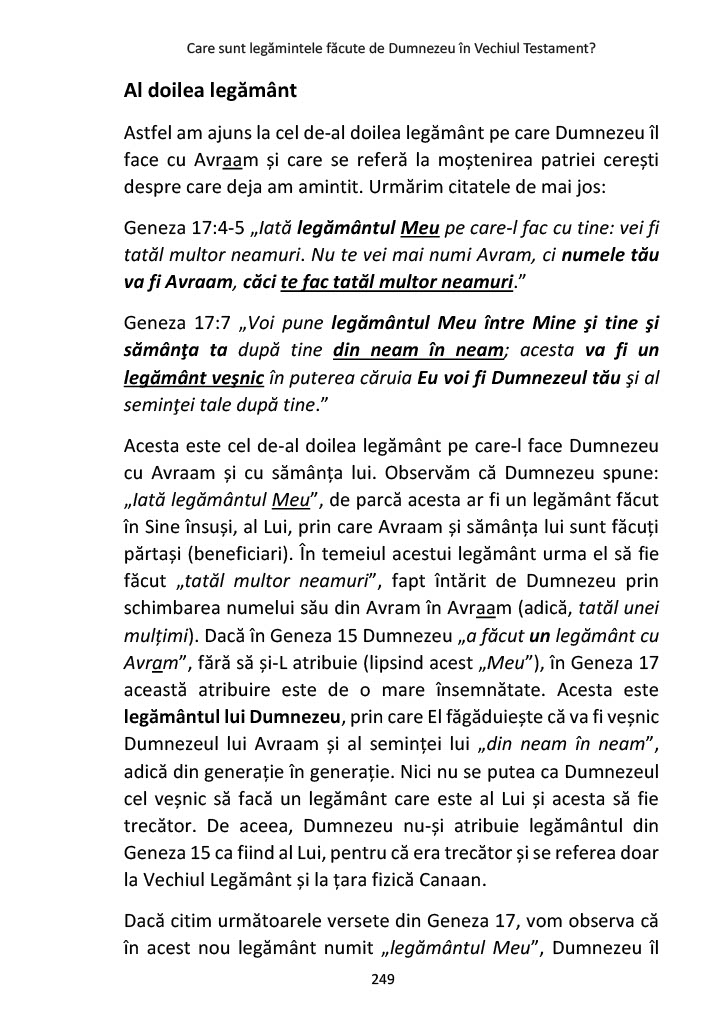 Care sunt legămintele făcute de Dumnezeu în Vechiul Testament?
Al doilea legământ
Astfel am ajuns la cel de-al doilea legământ pe care Dumnezeu îl
face cu Avraam și care se referă la moștenirea patriei cerești
despre care deja am amintit. Urmărim citatele de mai jos:
Geneza 17:4-5 „Iată legământul Meu pe care-l fac cu tine: vei fi
tatăl multor neamuri. Nu te vei mai numi Avram, ci numele tău
va fi Avraam, căci te fac tatăl multor neamuri.”
Geneza 17:7 „Voi pune legământul Meu între Mine şi tine şi
sămânţa ta după tine din neam în neam; acesta va fi un
legământ veşnic în puterea căruia Eu voi fi Dumnezeul tău şi al
seminţei tale după tine.”
Acesta este cel de-al doilea legământ pe care-l face Dumnezeu
cu Avraam și cu sămânța lui. Observăm că Dumnezeu spune:
„Iată legământul Meu”, de parcă acesta ar fi un legământ făcut
în Sine însuși, al Lui, prin care Avraam și sămânța lui sunt făcuți
părtași (beneficiari). În temeiul acestui legământ urma el să fie
făcut „tatăl multor neamuri”, fapt întărit de Dumnezeu prin
schimbarea numelui său din Avram în Avraam (adică, tatăl unei
mulțimi). Dacă în Geneza 15 Dumnezeu „a făcut un legământ cu
Avram”, fără să și-L atribuie (lipsind acest „Meu”), în Geneza 17
această atribuire este de o mare însemnătate. Acesta este
legământul lui Dumnezeu, prin care El făgăduiește că va fi veșnic
Dumnezeul lui Avraam și al seminței lui „din neam în neam”,
adică din generație în generație. Nici nu se putea ca Dumnezeul
cel veșnic să facă un legământ care este al Lui și acesta să fie
trecător. De aceea, Dumnezeu nu-și atribuie legământul din
Geneza 15 ca fiind al Lui, pentru că era trecător și se referea doar
la Vechiul Legământ și la țara fizică Canaan.
Dacă citim următoarele versete din Geneza 17, vom observa că
în acest nou legământ numit „legământul Meu”, Dumnezeu îl
249